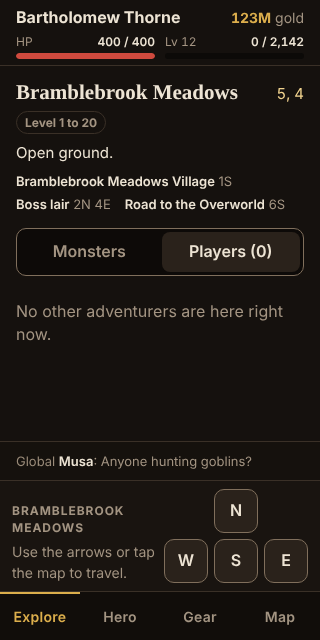 Bartholomew Thorne 123M gold
HP 400 / 400 Lv 12 0 / 2,142
Bramblebrook Meadows 5, 4
Level 1 to 20
Open ground.
Bramblebrook Meadows Village 1S
Boss lair 2N 4E Road to the Overworld 6S
Monsters Players (0)
No other adventurers are here right
now.
Global Musa: Anyone hunting goblins?
BRAMBLEBROOK
MEADOWS
Use the arrows or tap
the map to travel.
N
W S E
Explore Hero Gear Map